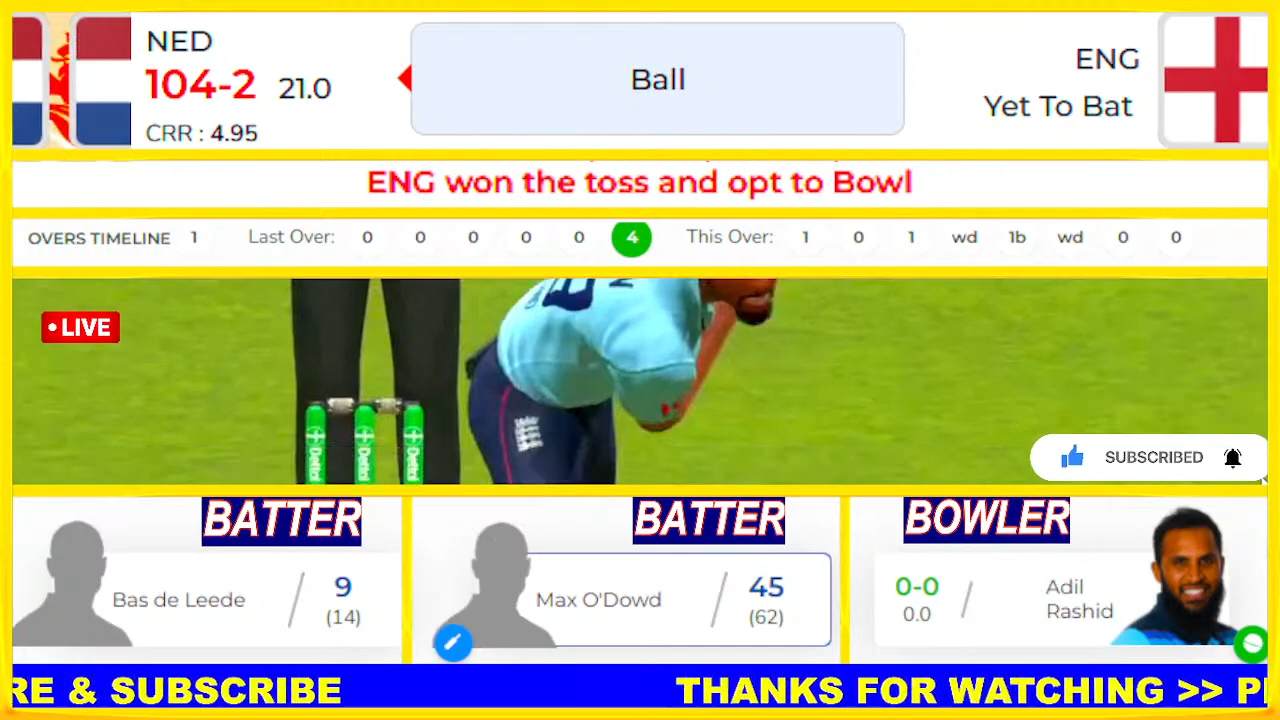 NED
104-2 21.0
CRR : 4.95
Ball
ENG
Yet To Bat
ENG won the toss and opt to Bowl
OVERS TIMELINE 1 Last Over: 0 0 0 0 0 4 This Over: 1 0 1 wd 1b wd 0 0
• LIVE
Dettol Dettol Dettol
SUBSCRIBED
BATTER
Bas de Leede 9
(14)
BATTER
Max O'Dowd 45
(62)
BOWLER
0-0
0.0
Adil
Rashid
RE & SUBSCRIBE THANKS FOR WATCHING >>